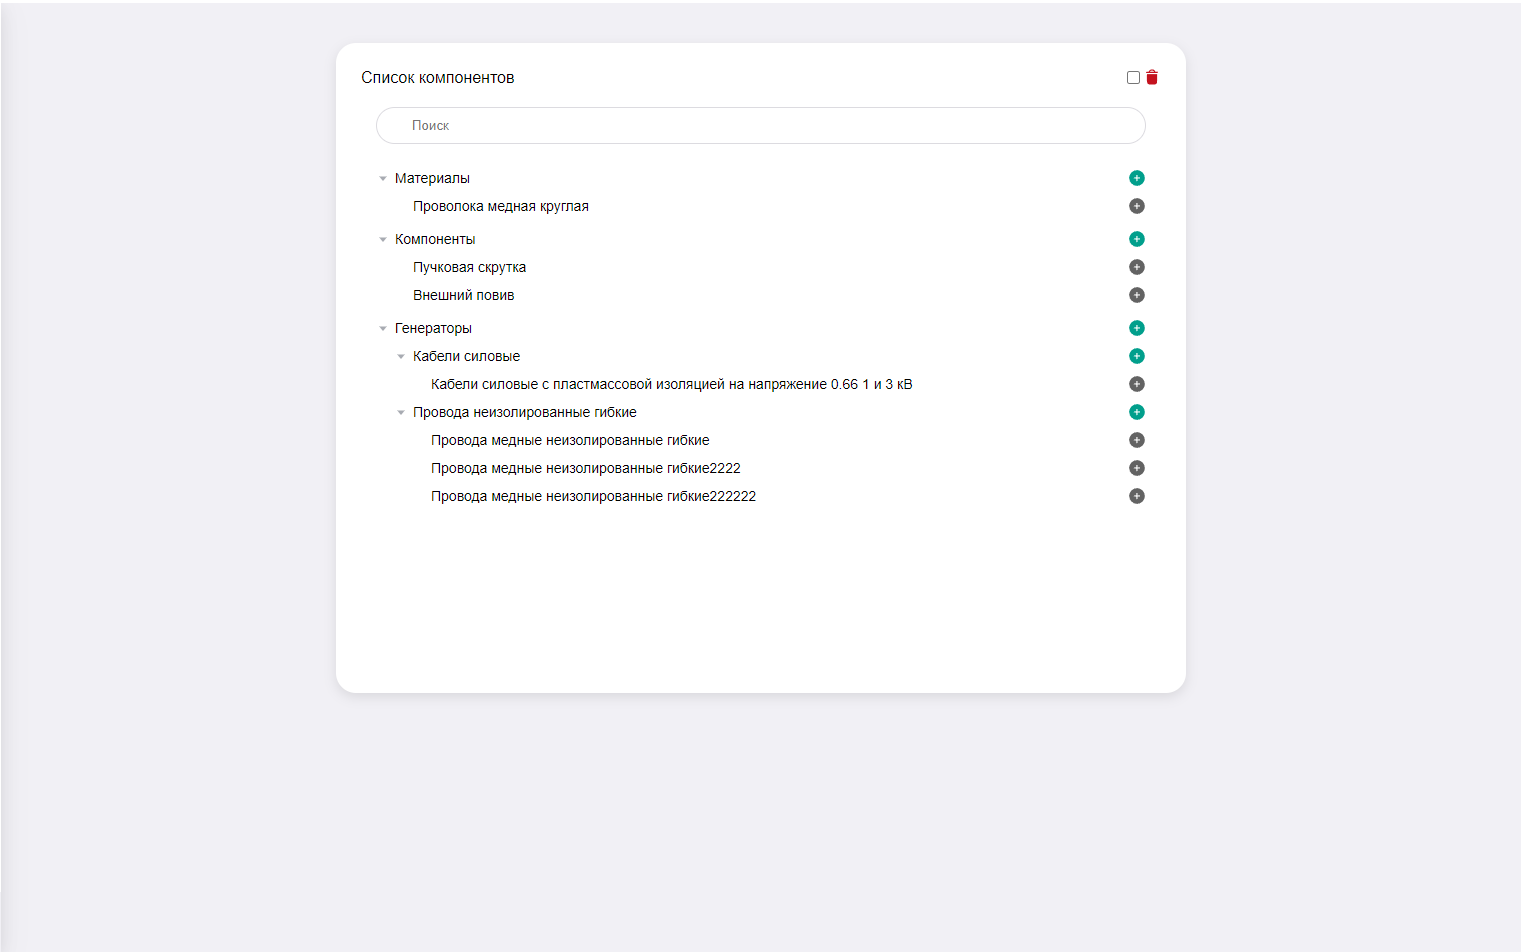 Список компонентов
Поиск
Материалы
Проволока медная круглая
Компоненты
Пучковая скрутка
Внешний повив
Генераторы
Кабели силовые
Кабели силовые с пластмассовой изоляцией на напряжение 0.66 1 и 3 кВ
Провода неизолированные гибкие
Провода медные неизолированные гибкие
Провода медные неизолированные гибкие2222
Провода медные неизолированные гибкие222222